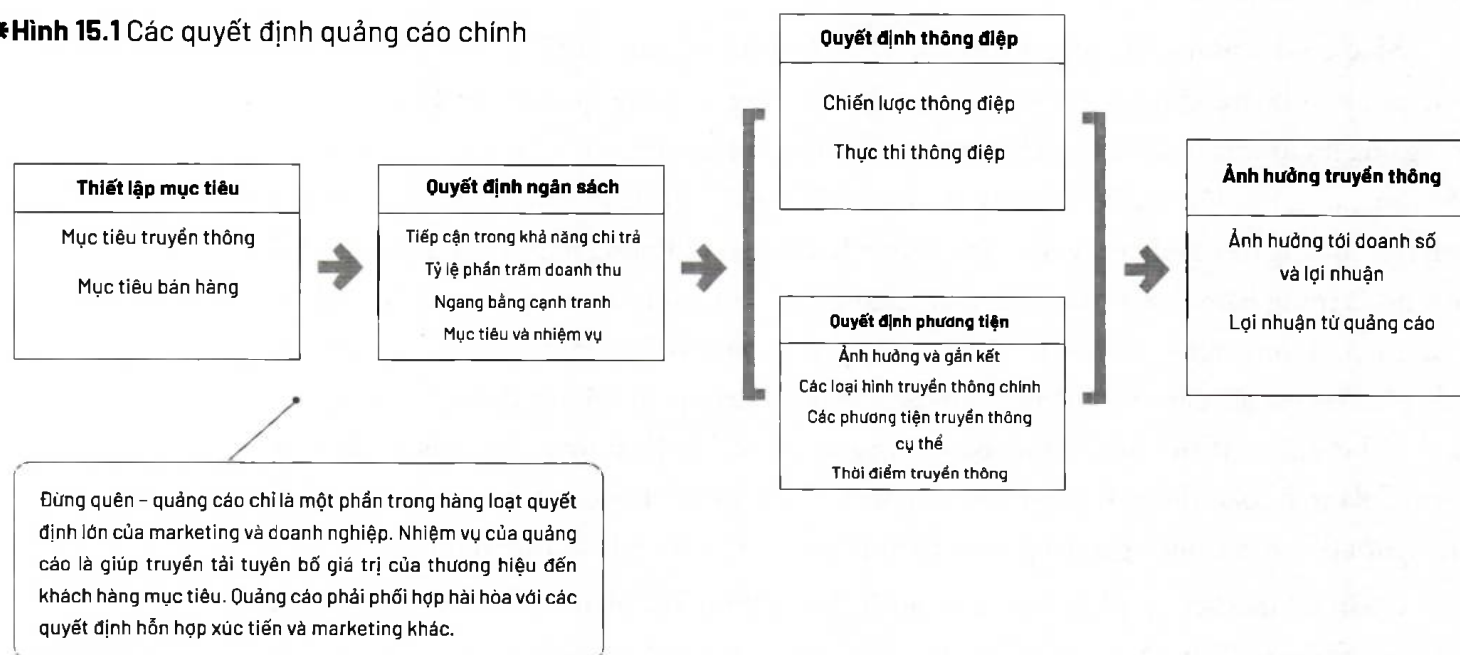 *Hình 15.1 Các quyết định quảng cáo chính
Thiết lập mục tiêu
Mục tiêu truyền thông
Mục tiêu bán hàng
Quyết định ngân sách
Tiếp cận trong khả năng chi trả
Tỷ lệ phần trăm doanh thu
Ngang bằng cạnh tranh
Mục tiêu và nhiệm vụ
Quyết định thông điệp
Chiến lược thông điệp
Thực thi thông điệp
Quyết định phương tiện
Ảnh hưởng và gắn kết
Các loại hình truyền thông chính
Các phương tiện truyền thông
cụ thể
Thời điểm truyền thông
Ảnh hưởng truyền thông
Ảnh hưởng tới doanh số
và lợi nhuận
Lợi nhuận từ quảng cáo
Đừng quên – quảng cáo chỉ là một phần trong hàng loạt quyết
định lớn của marketing và doanh nghiệp. Nhiệm vụ của quảng
cáo là giúp truyền tải tuyên bố giá trị của thương hiệu đến
khách hàng mục tiêu. Quảng cáo phải phối hợp hài hòa với các
quyết định hỗn hợp xúc tiến và marketing khác.